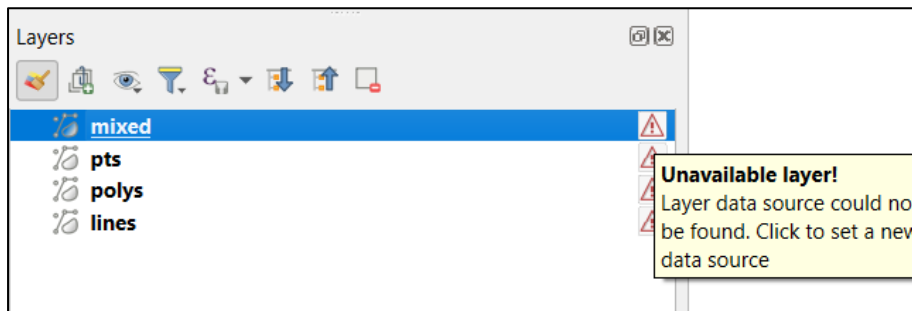 Layers
mixed
pts
polys
lines
Unavailable layer!
Layer data source could no
be found. Click to set a new
data source